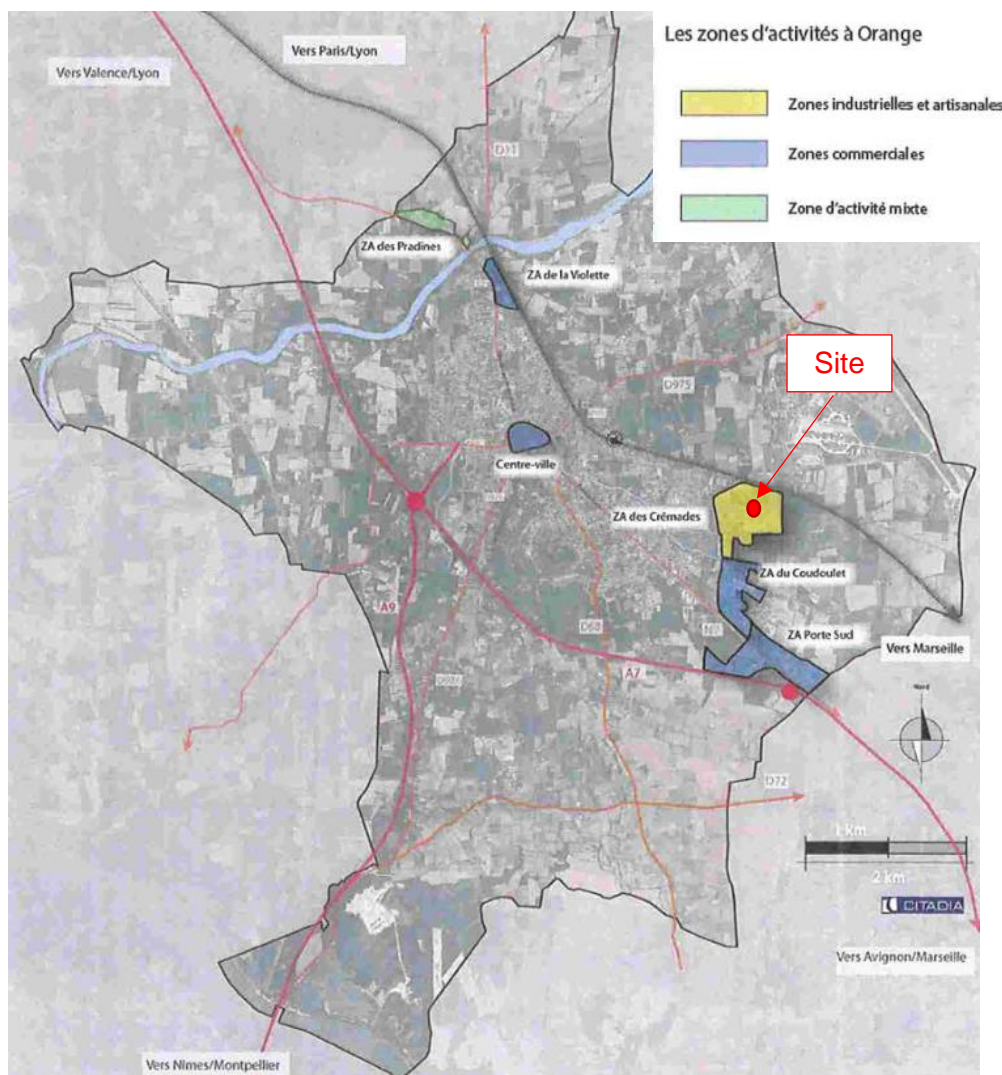 Les zones d'activités à Orange
Zones industrielles et artisanales
Zones commerciales
Zone d'activité mixte
Vers Paris/Lyon
Vers Valence/Lyon
D11
ZA des Pradines
ZA de la Violette
Site
D975
Centre-ville
ZA des Crémades
ZA du Coudoulet
A9
D68
N7
ZA Porte Sud
Vers Marseille
A7
Nord
D72
1 km
2 km
CITADIA
Vers Avignon/Marseille
Vers Nîmes/Montpellier